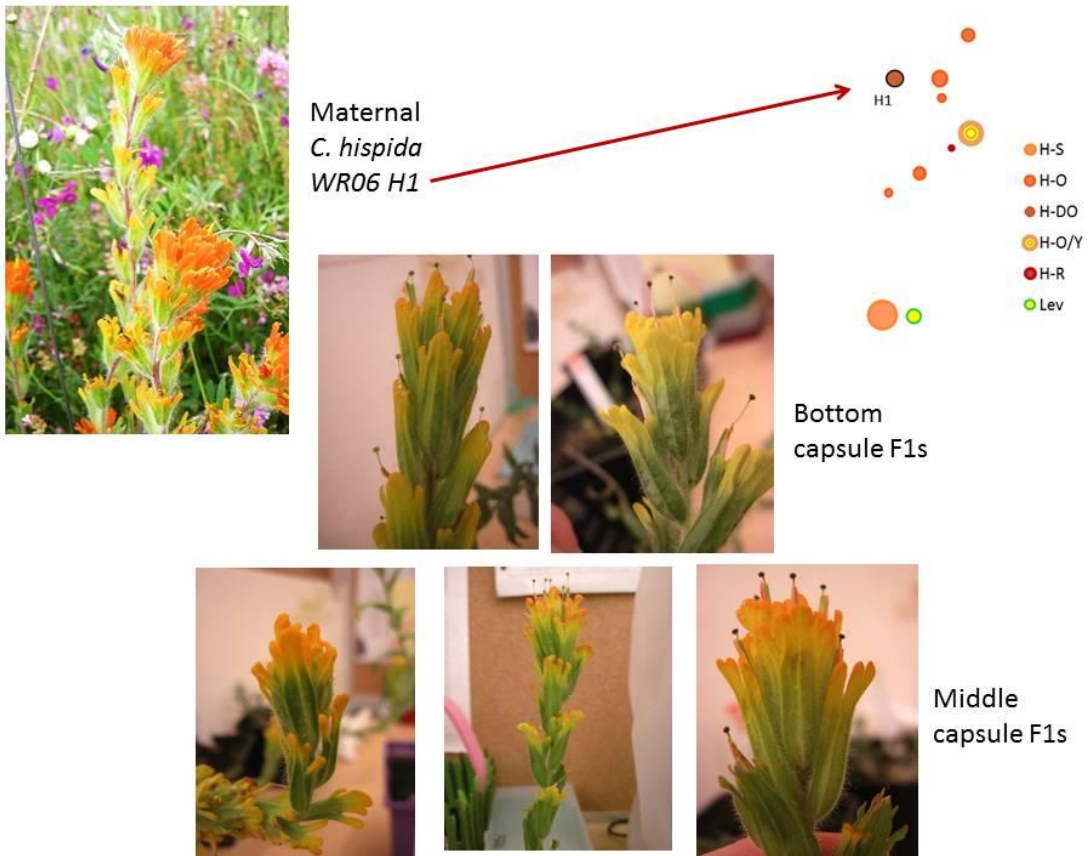 Maternal
C. hispida
WR06 H1
H1
H-S
H-O
H-DO
H-O/Y
H-R
Lev
Bottom
capsule F1s
Middle
capsule F1s